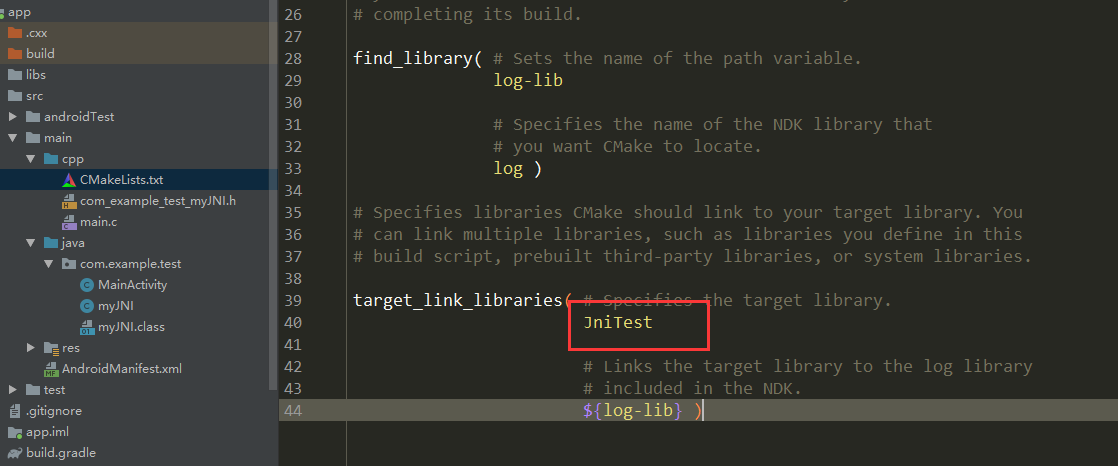 app
.cxx
build
libs
src
androidTest
main
cpp
CMakeLists.txt
com_example_test_myJNI.h
main.c
java
com.example.test
MainActivity
myJNI
myJNI.class
res
AndroidManifest.xml
test
.gitignore
app.iml
build.gradle
26 # completing its build.
27
28 find_library( # Sets the name of the path variable.
29 log-lib
30
31 # Specifies the name of the NDK library that
32 # you want CMake to locate.
33 log )
34
35 # Specifies libraries CMake should link to your target library. You
36 # can link multiple libraries, such as libraries you define in this
37 # build script, prebuilt third-party libraries, or system libraries.
38
39 target_link_libraries( # Specifies the target library.
40 JniTest
41
42 # Links the target library to the log library
43 # included in the NDK.
44 ${log-lib} )